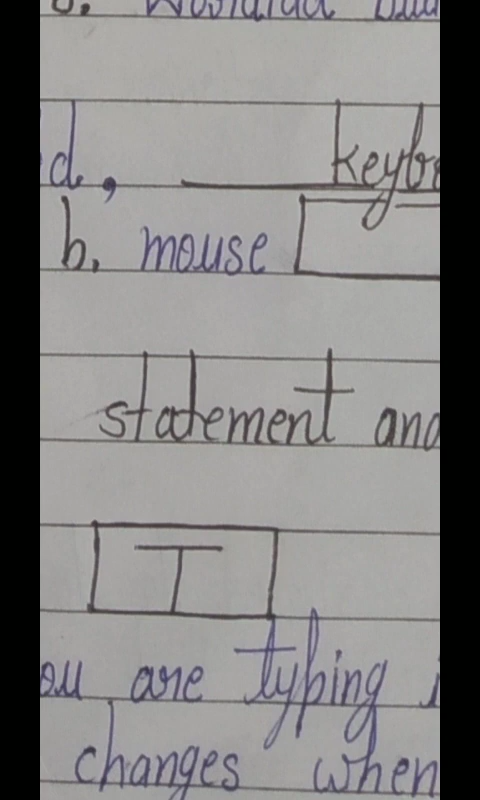 d, keyb
b. mouse
statement and
T
ou are typing
changes when